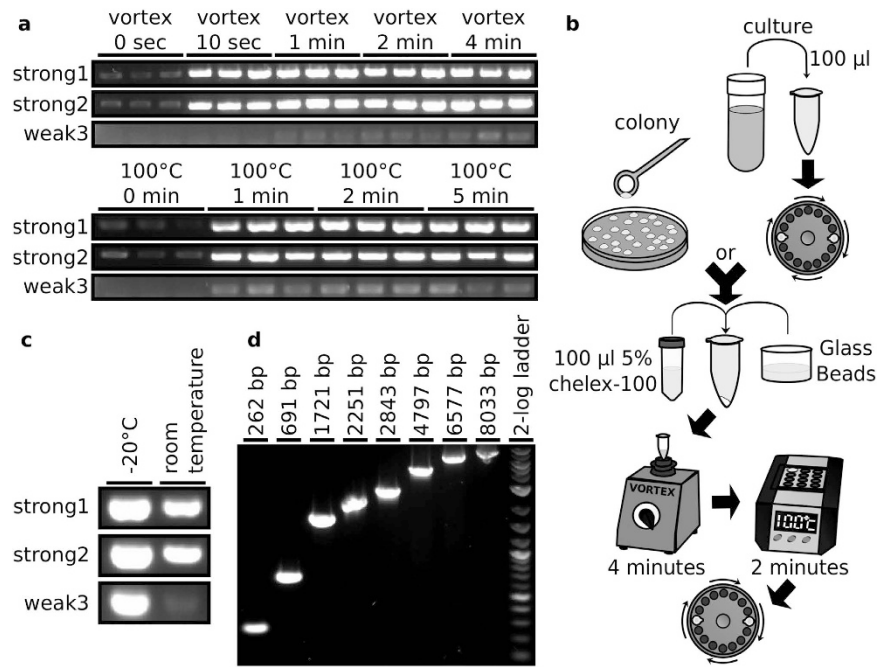 a
vortex vortex vortex vortex vortex
0 sec 10 sec 1 min 2 min 4 min
strong1
strong2
weak3
100°C 100°C 100°C 100°C
0 min 1 min 2 min 5 min
strong1
strong2
weak3
c
-20°C
room
temperature
strong1
strong2
weak3
d
262 bp
691 bp
1721 bp
2251 bp
2843 bp
4797 bp
6577 bp
8033 bp
2-log ladder
b
culture
100 µl
colony
or
100 µl 5%
chelex-100
Glass
Beads
VORTEX
100°C
4 minutes
2 minutes